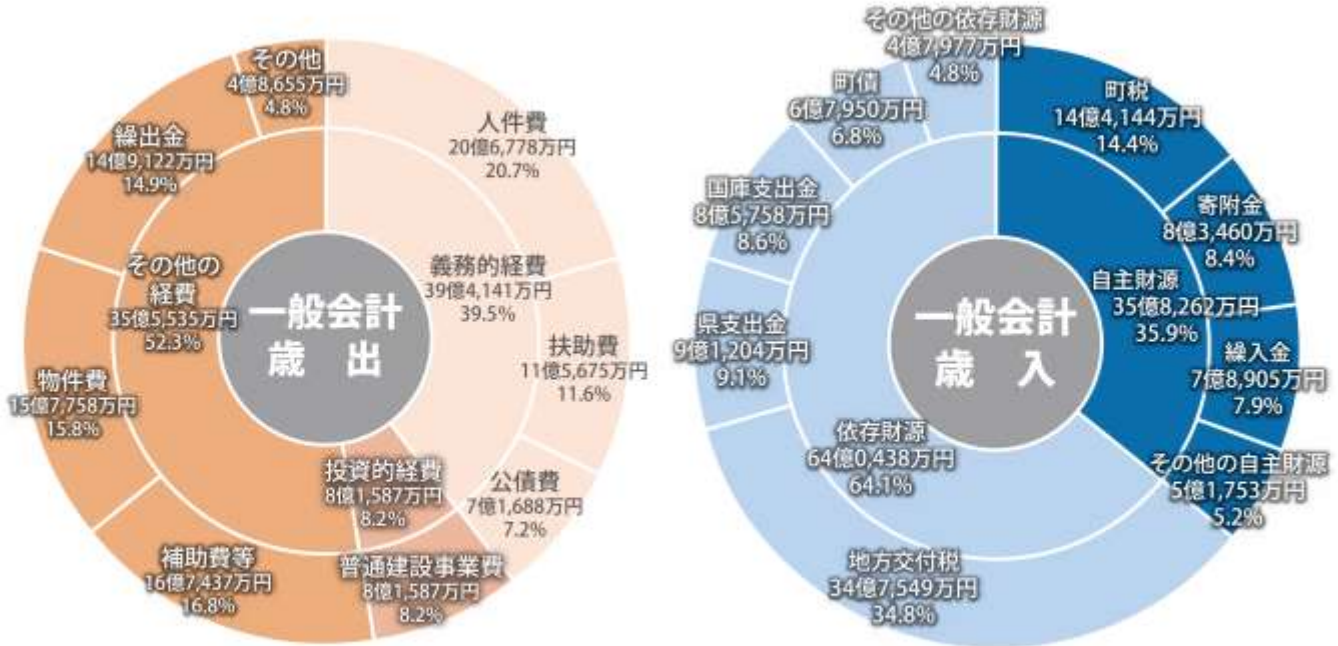 その他
4億8,655万円
4.8%
繰出金
14億9,122万円
14.9%
人件費
20億6,778万円
20.7%
その他の
経費
35億5,535万円
52.3%
一般会計
歳 出
義務的経費
39億4,141万円
39.5%
扶助費
11億5,675万円
11.6%
物件費
15億7,758万円
15.8%
投資的経費
8億1,587万円
8.2%
公債費
7億1,688万円
7.2%
補助費等
16億7,437万円
16.8%
普通建設事業費
8億1,587万円
8.2%
その他の依存財源
4億7,977万円
4.8%
町債
6億7,950万円
6.8%
町税
14億4,144万円
14.4%
国庫支出金
8億5,758万円
8.6%
寄附金
8億3,460万円
8.4%
自主財源
35億8,262万円
35.9%
一般会計
歳 入
県支出金
9億1,204万円
9.1%
繰入金
7億8,905万円
7.9%
依存財源
64億0,438万円
64.1%
その他の自主財源
5億1,753万円
5.2%
地方交付税
34億7,549万円
34.8%